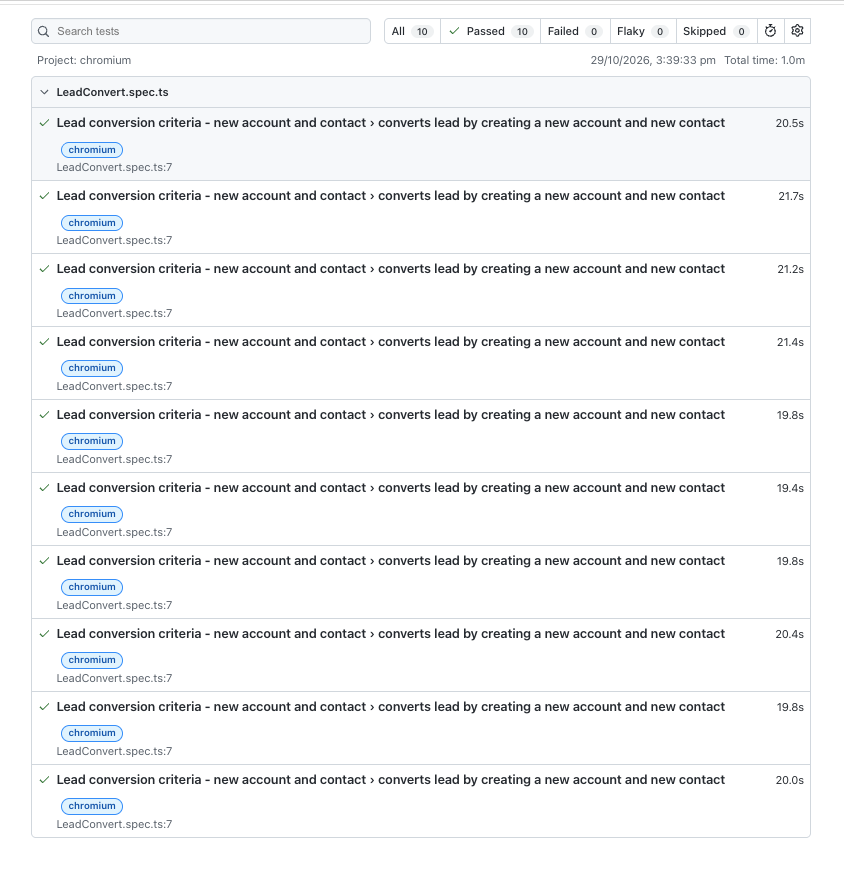 Search tests
All 10 Passed 10 Failed 0 Flaky 0 Skipped 0
Project: chromium 29/10/2026, 3:39:33 pm Total time: 1.0m
LeadConvert.spec.ts
Lead conversion criteria - new account and contact › converts lead by creating a new account and new contact 20.5s
chromium
LeadConvert.spec.ts:7
Lead conversion criteria - new account and contact › converts lead by creating a new account and new contact 21.7s
chromium
LeadConvert.spec.ts:7
Lead conversion criteria - new account and contact › converts lead by creating a new account and new contact 21.2s
chromium
LeadConvert.spec.ts:7
Lead conversion criteria - new account and contact › converts lead by creating a new account and new contact 21.4s
chromium
LeadConvert.spec.ts:7
Lead conversion criteria - new account and contact › converts lead by creating a new account and new contact 19.8s
chromium
LeadConvert.spec.ts:7
Lead conversion criteria - new account and contact › converts lead by creating a new account and new contact 19.4s
chromium
LeadConvert.spec.ts:7
Lead conversion criteria - new account and contact › converts lead by creating a new account and new contact 19.8s
chromium
LeadConvert.spec.ts:7
Lead conversion criteria - new account and contact › converts lead by creating a new account and new contact 20.4s
chromium
LeadConvert.spec.ts:7
Lead conversion criteria - new account and contact › converts lead by creating a new account and new contact 19.8s
chromium
LeadConvert.spec.ts:7
Lead conversion criteria - new account and contact › converts lead by creating a new account and new contact 20.0s
chromium
LeadConvert.spec.ts:7